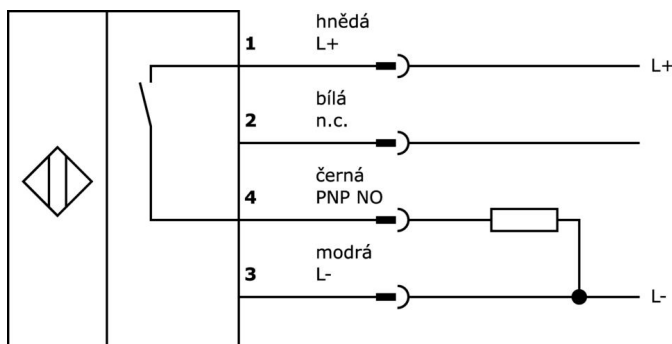 hnědá
1 L+ L+
bílá
2 n.c.
černá
4 PNP NO
modrá
3 L- L-